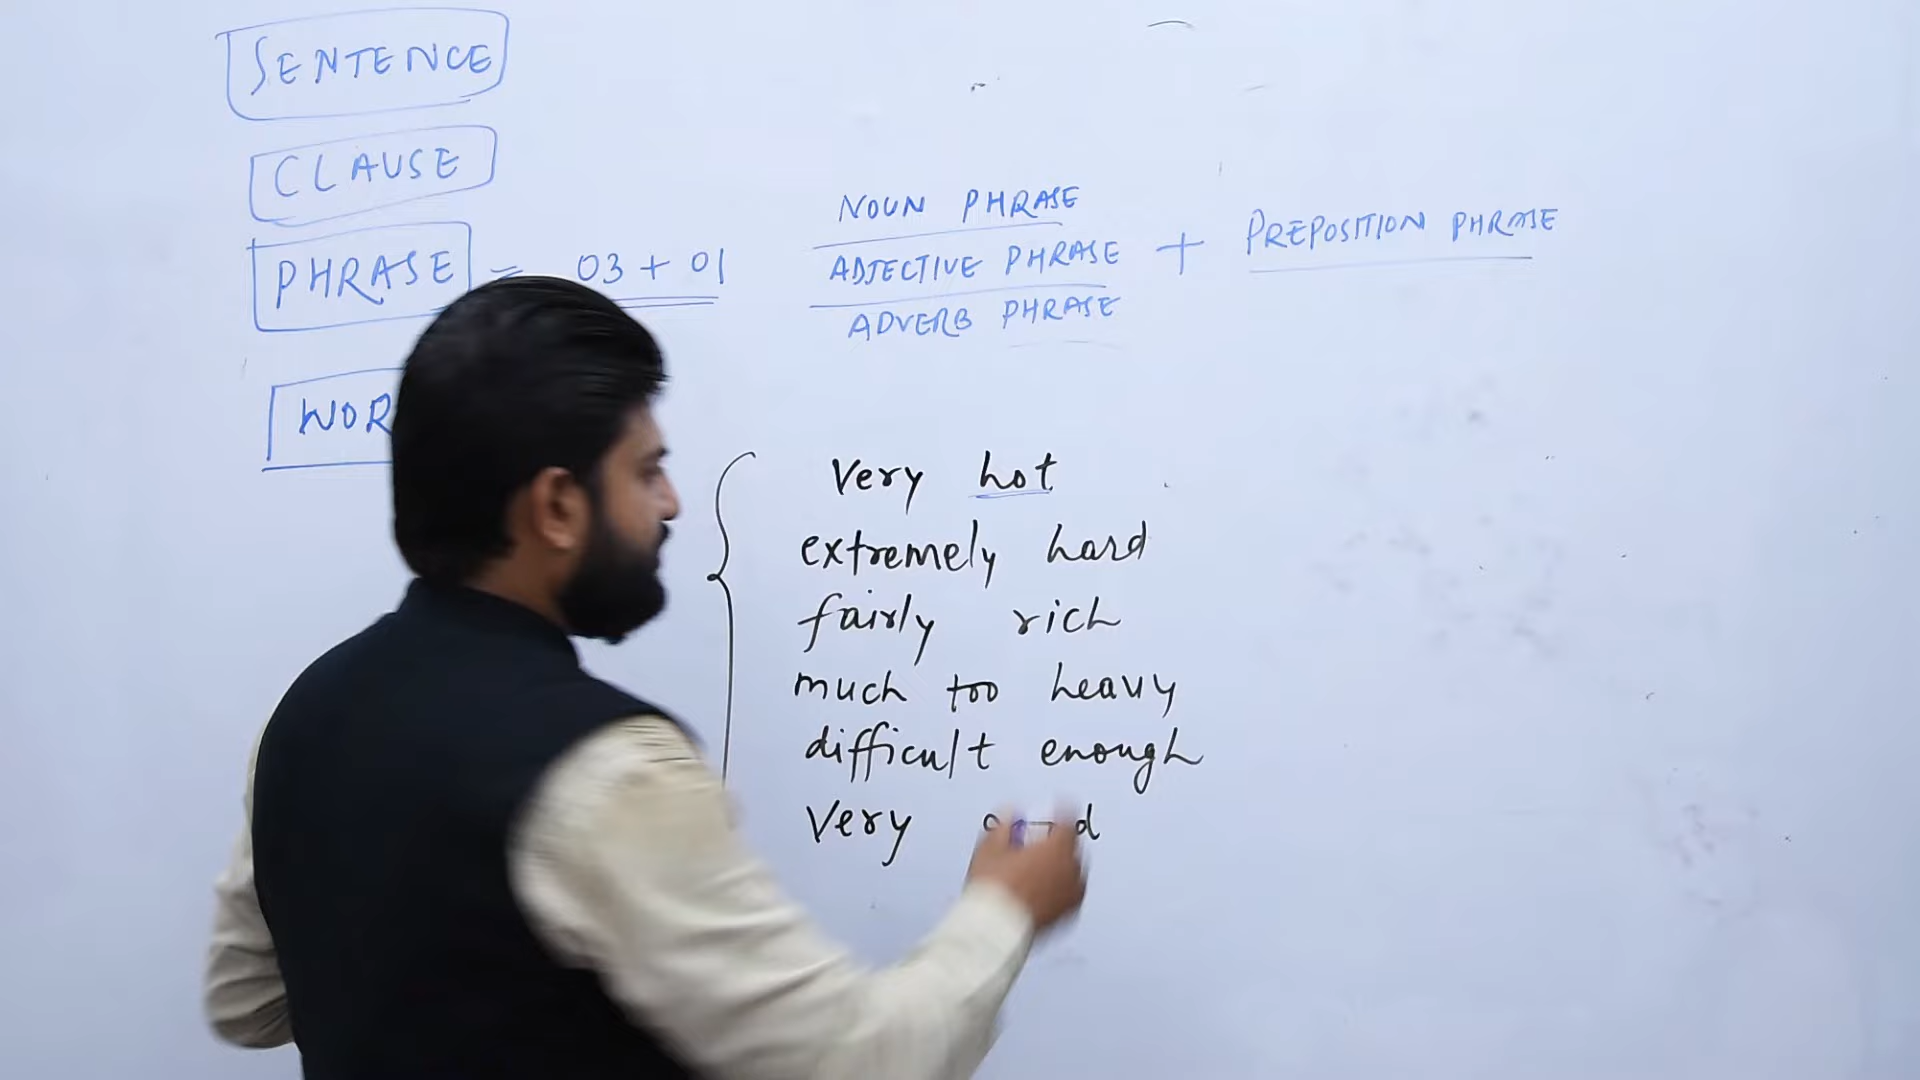 SENTENCE
CLAUSE
PHRASE = 03 + 01
NOUN PHRASE
ADJECTIVE PHRASE + PREPOSITION PHRASE
ADVERB PHRASE
WOR
Very hot
extremely hard
fairly rich
much too heavy
difficult enough
Very